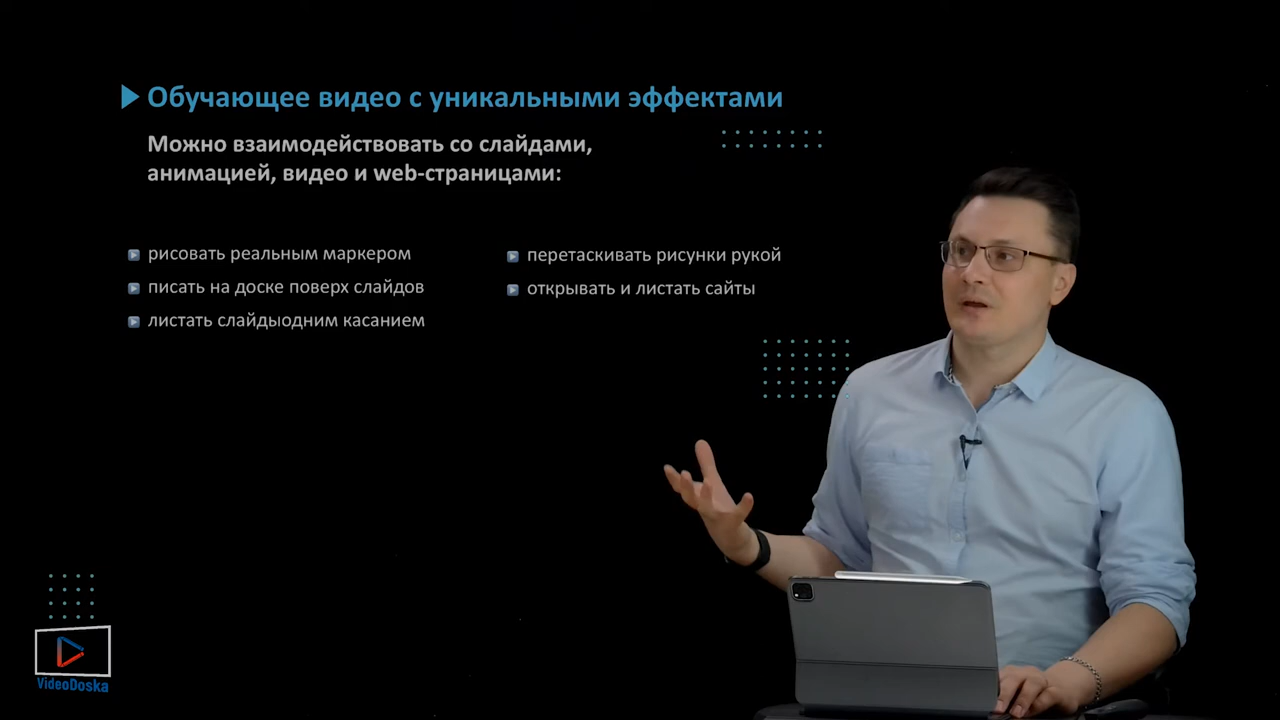 Обучающее видео с уникальными эффектами
Можно взаимодействовать со слайдами,
анимацией, видео и web-страницами:
рисовать реальным маркером
писать на доске поверх слайдов
листать слайдыодним касанием
перетаскивать рисунки рукой
открывать и листать сайты
VideoDoska